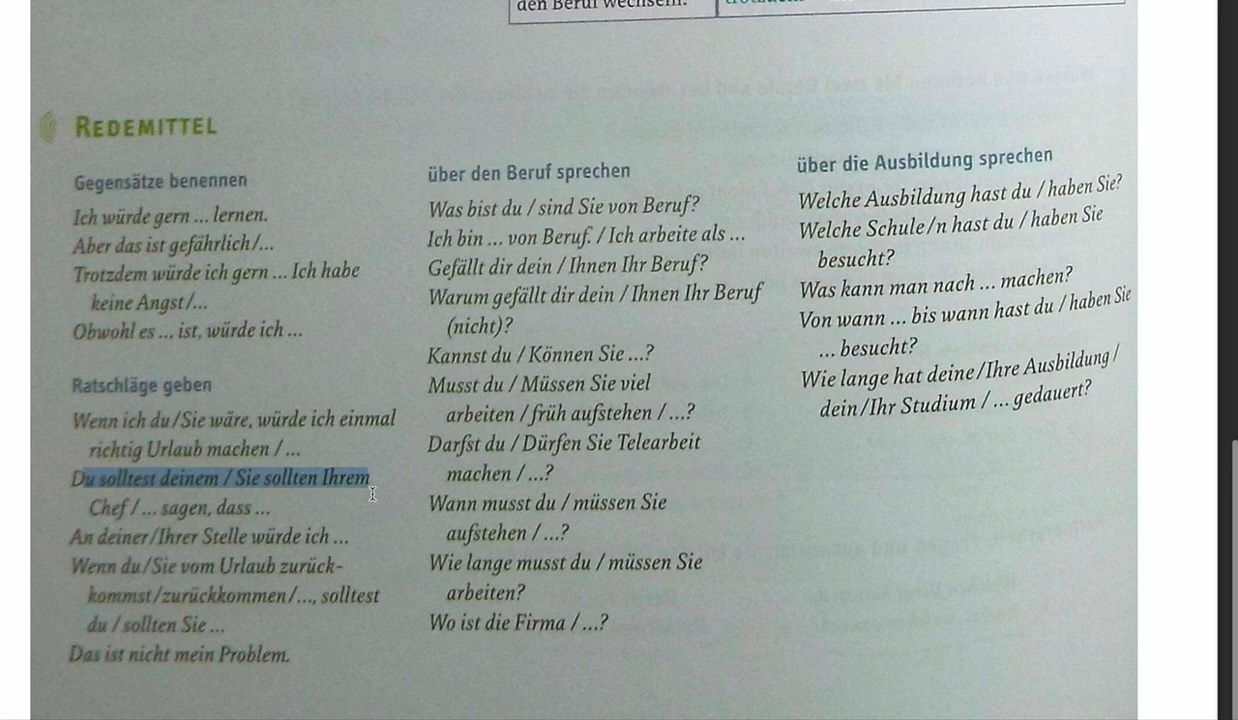 den Beruf wechseln.
REDEMITTEL
Gegensätze benennen
Ich würde gern ... lernen.
Aber das ist gefährlich/...
Trotzdem würde ich gern ... Ich habe
keine Angst/...
Obwohl es ... ist, würde ich ...
Ratschläge geben
Wenn ich du/Sie wäre, würde ich einmal
richtig Urlaub machen / ...
Du solltest deinem / Sie sollten Ihrem
Chef / ... sagen, dass ...
An deiner/Ihrer Stelle würde ich ...
Wenn du/Sie vom Urlaub zurück-
kommst/zurückkommen/..., solltest
du / sollten Sie ...
Das ist nicht mein Problem.
über den Beruf sprechen
Was bist du / sind Sie von Beruf?
Ich bin ... von Beruf. / Ich arbeite als ...
Gefällt dir dein / Ihnen Ihr Beruf?
Warum gefällt dir dein / Ihnen Ihr Beruf
(nicht)?
Kannst du / Können Sie ...?
Musst du / Müssen Sie viel
arbeiten / früh aufstehen / ...?
Darfst du / Dürfen Sie Telearbeit
machen / ...?
Wann musst du / müssen Sie
aufstehen / ...?
Wie lange musst du / müssen Sie
arbeiten?
Wo ist die Firma / ...?
über die Ausbildung sprechen
Welche Ausbildung hast du / haben Sie?
Welche Schule/n hast du / haben Sie
besucht?
Was kann man nach ... machen?
Von wann ... bis wann hast du / haben Sie
... besucht?
Wie lange hat deine/Ihre Ausbildung /
dein/Ihr Studium / ... gedauert?